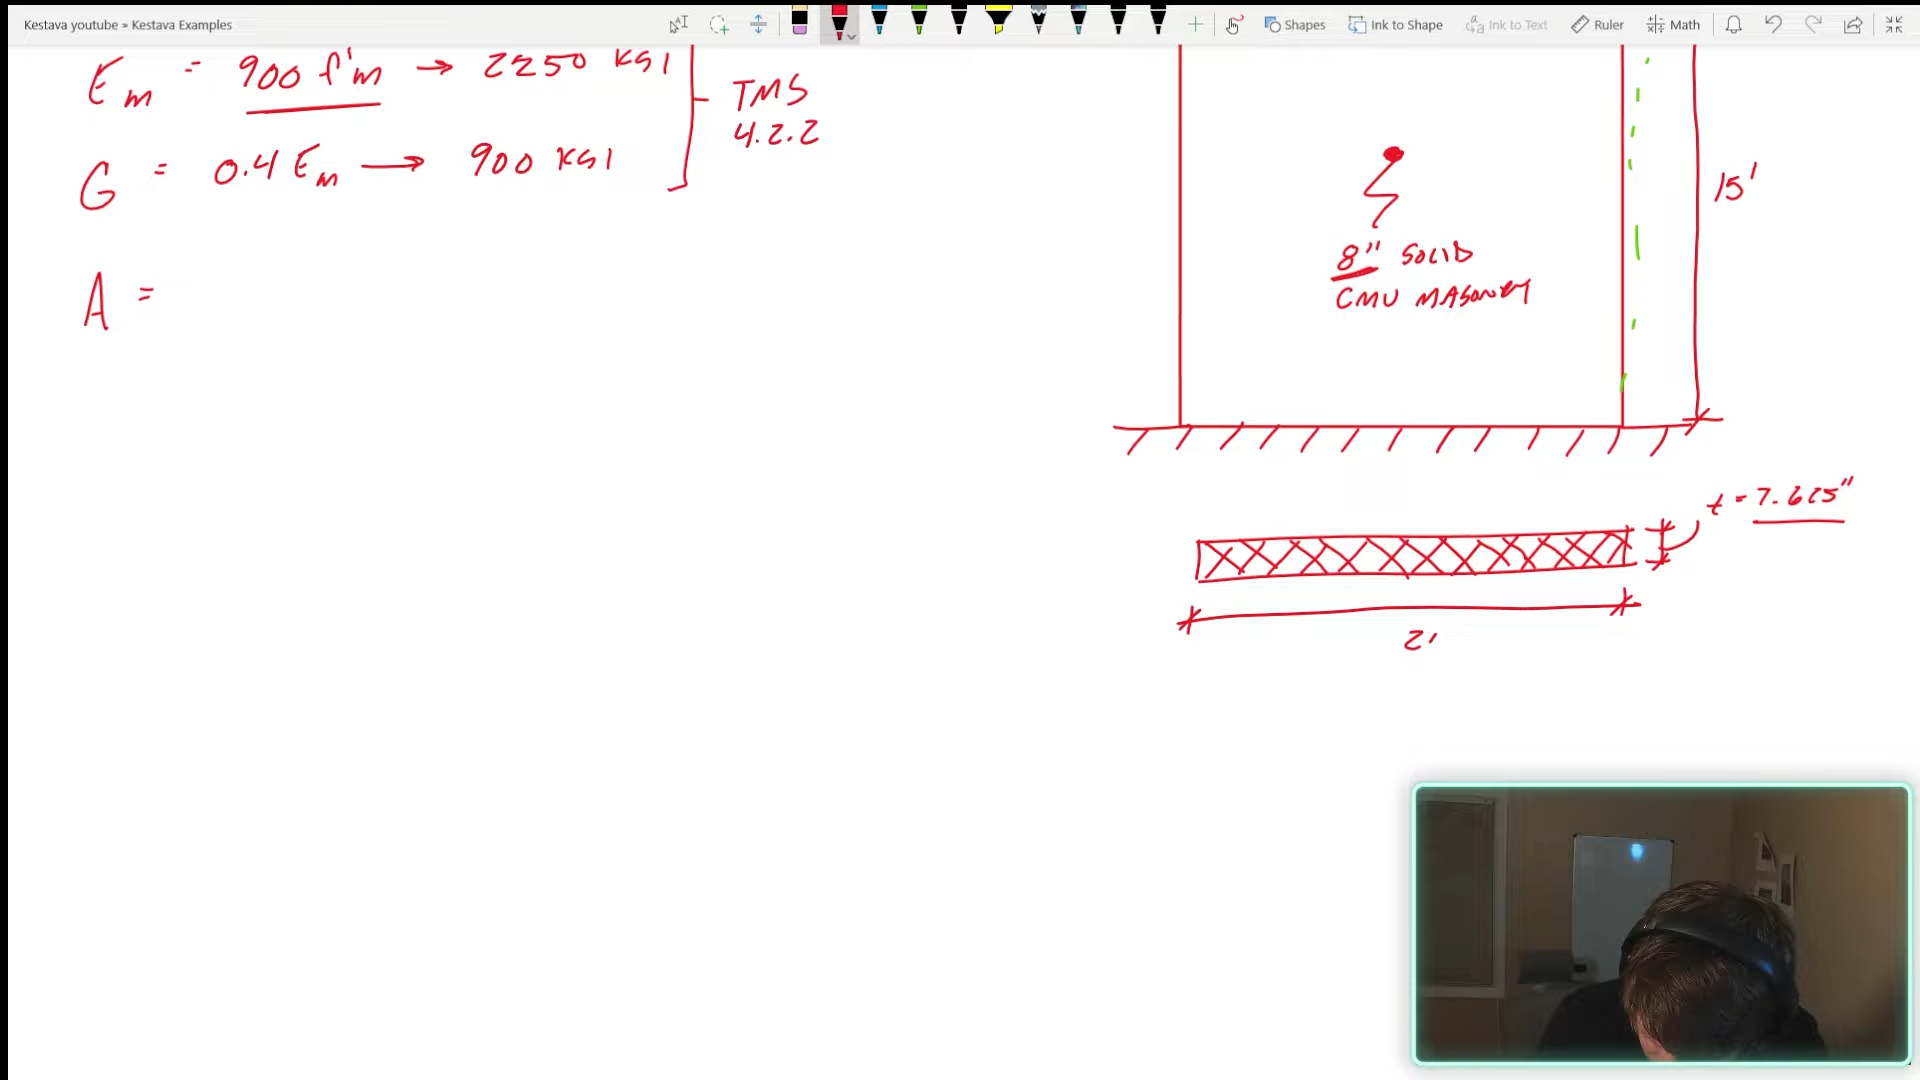 Kestava youtube » Kestava Examples
Shapes
Ink to Shape
Ink to Text
Ruler
Math
Em = 900 f'm → 2250 KSI
G = 0.4 Em → 900 KSI
TMS
4.2.2
A =
15'
8" SOLID
CMU MASONRY
t = 7.625"
2'